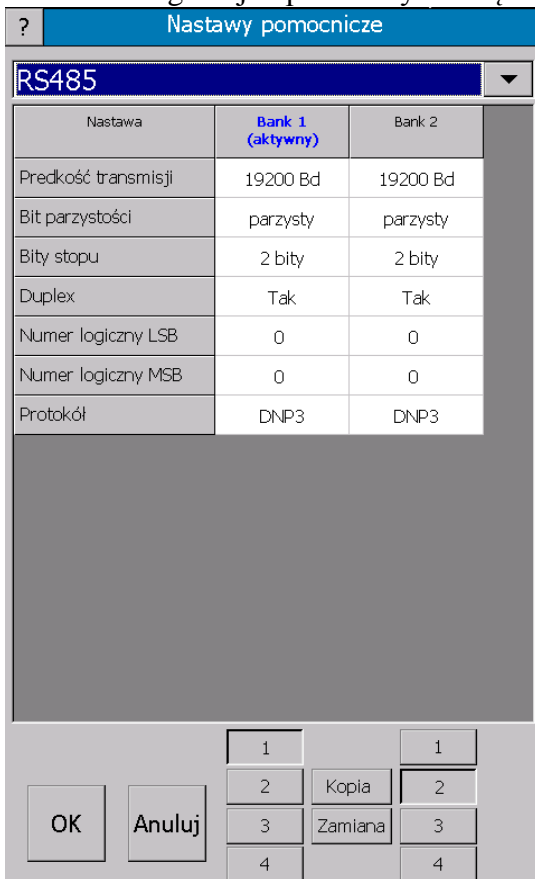 ? Nastawy pomocnicze
RS485
Nastawa Bank 1 (aktywny) Bank 2
Predkość transmisji 19200 Bd 19200 Bd
Bit parzystości parzysty parzysty
Bity stopu 2 bity 2 bity
Duplex Tak Tak
Numer logiczny LSB 0 0
Numer logiczny MSB 0 0
Protokół DNP3 DNP3
1 1
2 Kopia 2
OK Anuluj 3 Zamiana 3
4 4